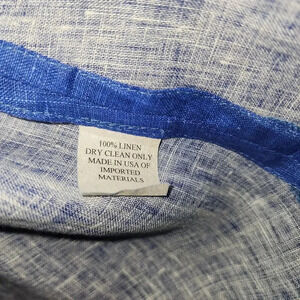 100% LINEN
DRY CLEAN ONLY
MADE IN USA OF
IMPORTED
MATERIALS